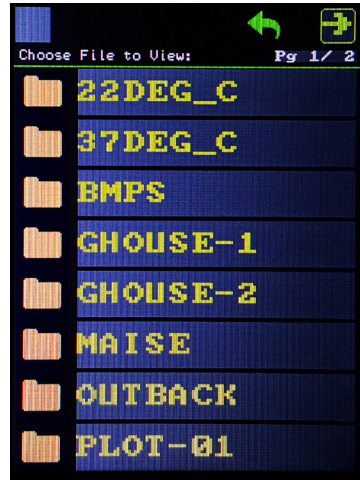 Choose File to View: Pg 1/ 2
22DEG_C
37DEG_C
BMPS
GHOUSE-1
GHOUSE-2
MAISE
OUTBACK
PLOT-01